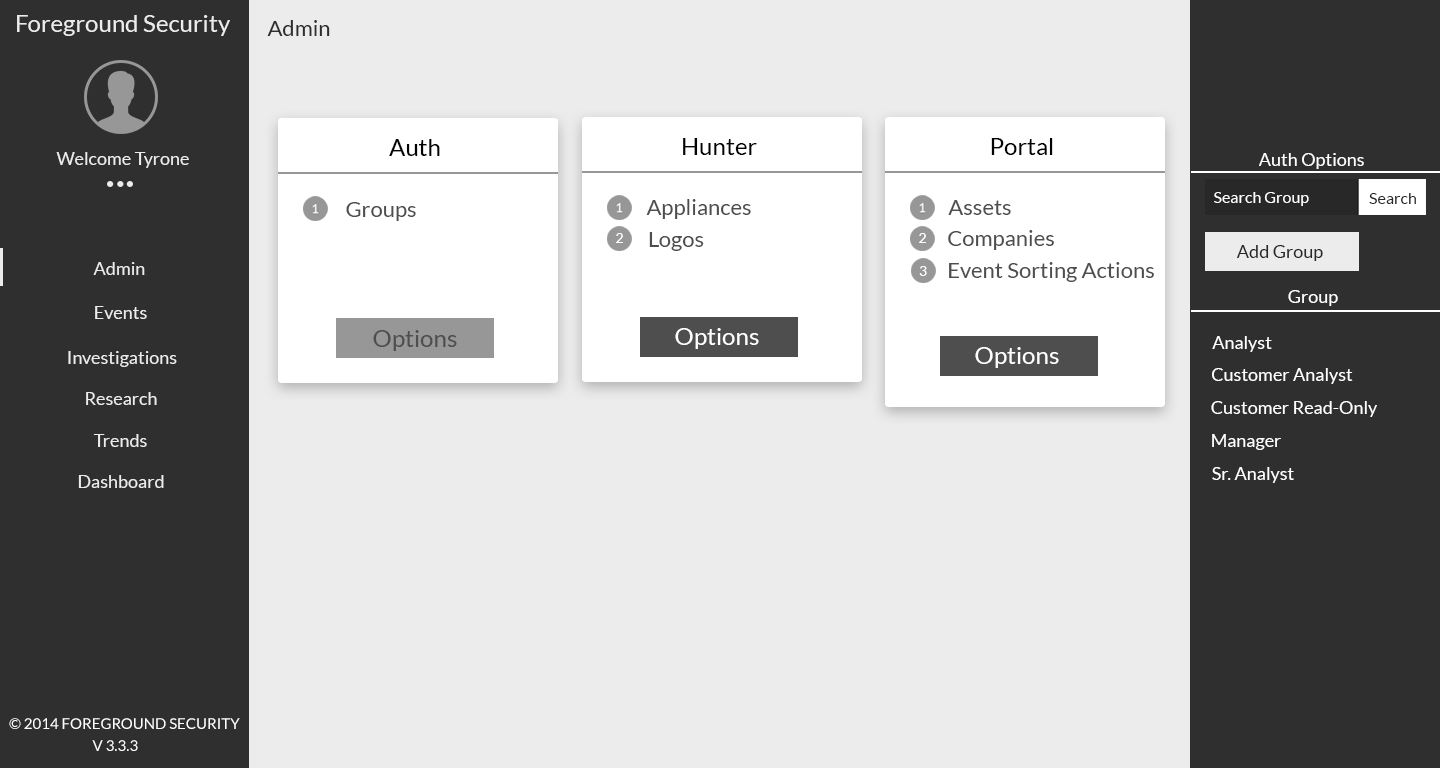 Foreground Security
Welcome Tyrone
Admin
Events
Investigations
Research
Trends
Dashboard
© 2014 FOREGROUND SECURITY
V 3.3.3
Admin
Auth
1 Groups
Options
Hunter
1 Appliances
2 Logos
Options
Portal
1 Assets
2 Companies
3 Event Sorting Actions
Options
Auth Options
Search Group Search
Add Group
Group
Analyst
Customer Analyst
Customer Read-Only
Manager
Sr. Analyst